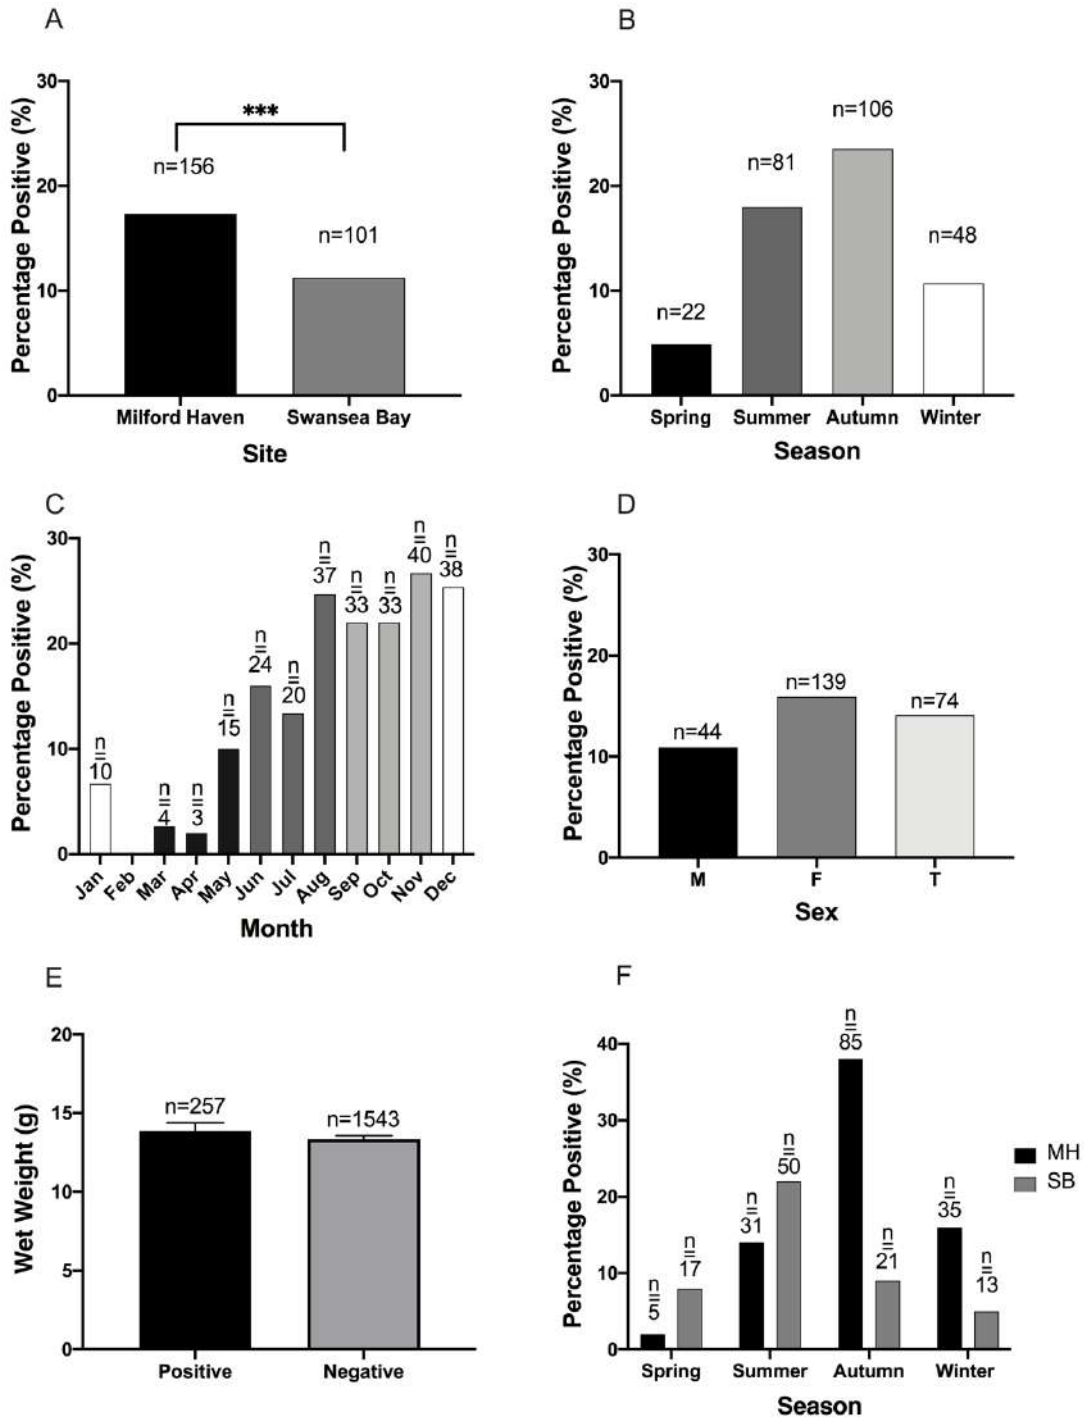 A
Percentage Positive (%)
30
20
10
0
***
n=156
n=101
Milford Haven
Swansea Bay
Site
B
Percentage Positive (%)
30
20
10
0
n=22
n=81
n=106
n=48
Spring
Summer
Autumn
Winter
Season
C
Percentage Positive (%)
30
20
10
0
n=10
n=4
n=3
n=15
n=24
n=20
n=37
n=33
n=33
n=40
n=38
Jan
Feb
Mar
Apr
May
Jun
Jul
Aug
Sep
Oct
Nov
Dec
Month
D
Percentage Positive (%)
30
20
10
0
n=44
n=139
n=74
M
F
T
Sex
E
Wet Weight (g)
20
15
10
5
0
n=257
n=1543
Positive
Negative
F
Percentage Positive (%)
40
30
20
10
0
n=5
n=17
n=31
n=50
n=85
n=21
n=35
n=13
MH
SB
Spring
Summer
Autumn
Winter
Season